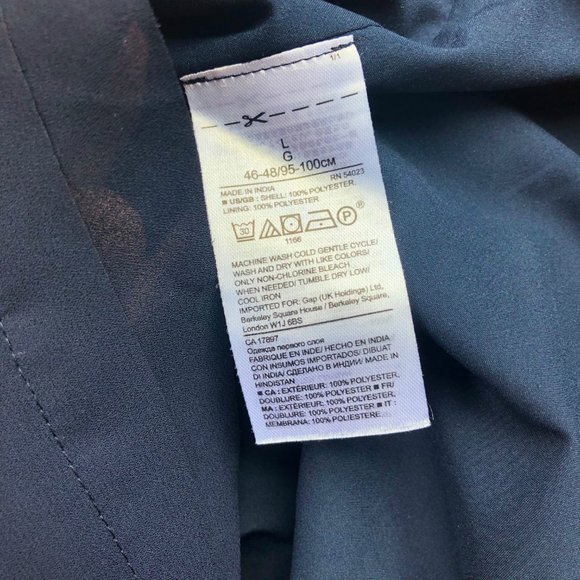 1/1
L
G
46-48/95-100CM
MADE IN INDIA RN 54023
■ US/GB : SHELL: 100% POLYESTER.
LINING: 100% POLYESTER
30 P
1166
MACHINE WASH COLD GENTLE CYCLE/
WASH AND DRY WITH LIKE COLORS/
ONLY NON-CHLORINE BLEACH
WHEN NEEDED/ TUMBLE DRY LOW/
COOL IRON
IMPORTED FOR: Gap (UK Holdings) Ltd.
Berkeley Square House / Berkeley Square,
London W1J 6BS
CA 17897
Одежда первого слоя
FABRIQUE EN INDE/ HECHO EN INDIA
CON INSUMOS IMPORTADOS/ DIBUAT
DI INDIA/ СДЕЛАНО В ИНДИИ/ MAH
HINDISTAN
■ CA : EXTÉRIEUR: 100% POLYESTER,
DOUBLURE: 100% POLYESTER ■ FR/
MA : EXTÉRIEUR: 100% POLYESTER,
DOUBLURE: 100% POLYESTER ■ IT :
MEMBRANA: 100% POLIESTERE,